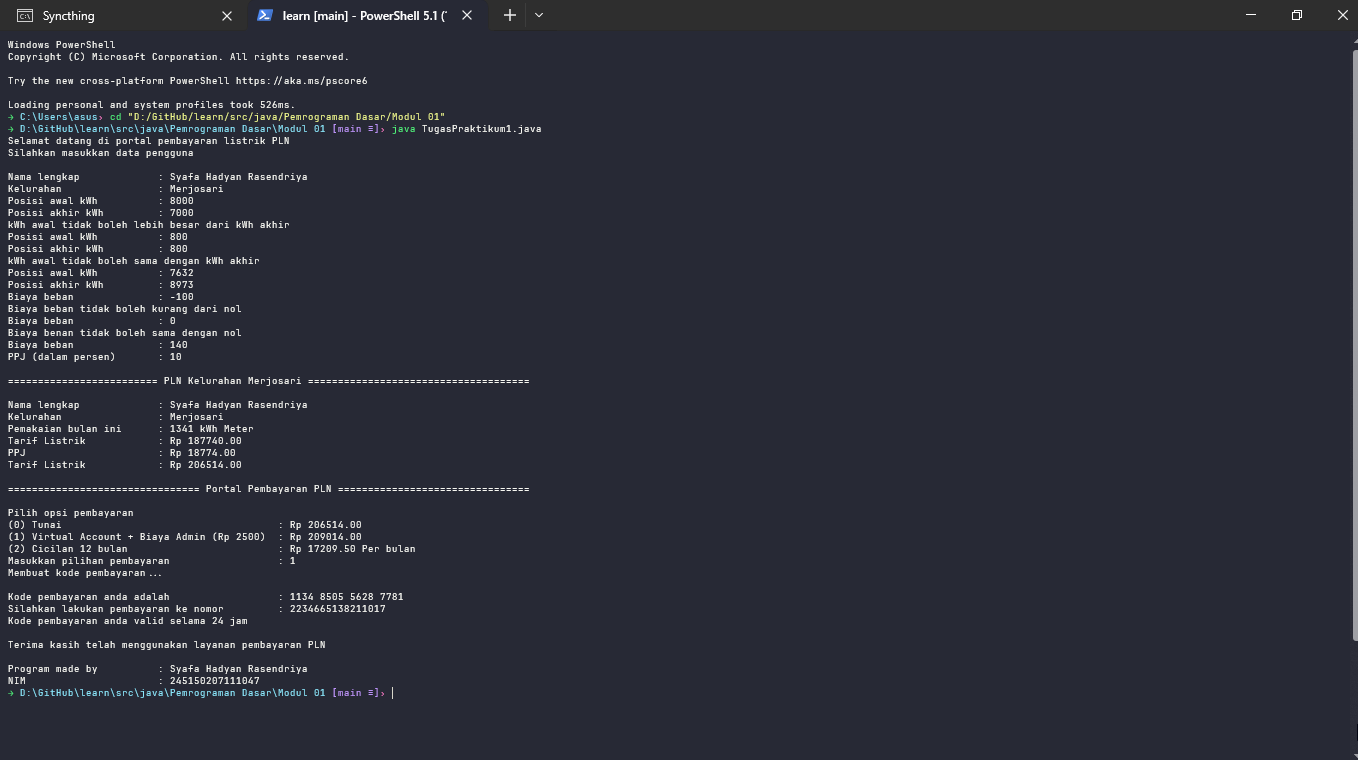 Syncthing
learn [main] - PowerShell 5.1 (
Windows PowerShell
Copyright (C) Microsoft Corporation. All rights reserved.
Try the new cross-platform PowerShell https://aka.ms/pscore6
Loading personal and system profiles took 526ms.
→ C:\Users\asus› cd "D:/GitHub/learn/src/java/Pemrograman Dasar/Modul 01"
→ D:\GitHub\learn\src\java\Pemrograman Dasar\Modul 01 [main ≡]› java TugasPraktikum1.java
Selamat datang di portal pembayaran listrik PLN
Silahkan masukkan data pengguna
Nama lengkap : Syafa Hadyan Rasendriya
Kelurahan : Merjosari
Posisi awal kWh : 8000
Posisi akhir kWh : 7000
kWh awal tidak boleh lebih besar dari kWh akhir
Posisi awal kWh : 800
Posisi akhir kWh : 800
kWh awal tidak boleh sama dengan kWh akhir
Posisi awal kWh : 7632
Posisi akhir kWh : 8973
Biaya beban : -100
Biaya beban tidak boleh kurang dari nol
Biaya beban : 0
Biaya benan tidak boleh sama dengan nol
Biaya beban : 140
PPJ (dalam persen) : 10
========================= PLN Kelurahan Merjosari =====================================
Nama lengkap : Syafa Hadyan Rasendriya
Kelurahan : Merjosari
Pemakaian bulan ini : 1341 kWh Meter
Tarif Listrik : Rp 187740.00
PPJ : Rp 18774.00
Tarif Listrik : Rp 206514.00
================================ Portal Pembayaran PLN ================================
Pilih opsi pembayaran
(0) Tunai : Rp 206514.00
(1) Virtual Account + Biaya Admin (Rp 2500) : Rp 209014.00
(2) Cicilan 12 bulan : Rp 17209.50 Per bulan
Masukkan pilihan pembayaran : 1
Membuat kode pembayaran...
Kode pembayaran anda adalah : 1134 8505 5628 7781
Silahkan lakukan pembayaran ke nomor : 2234665138211017
Kode pembayaran anda valid selama 24 jam
Terima kasih telah menggunakan layanan pembayaran PLN
Program made by : Syafa Hadyan Rasendriya
NIM : 245150207111047
→ D:\GitHub\learn\src\java\Pemrograman Dasar\Modul 01 [main ≡]›